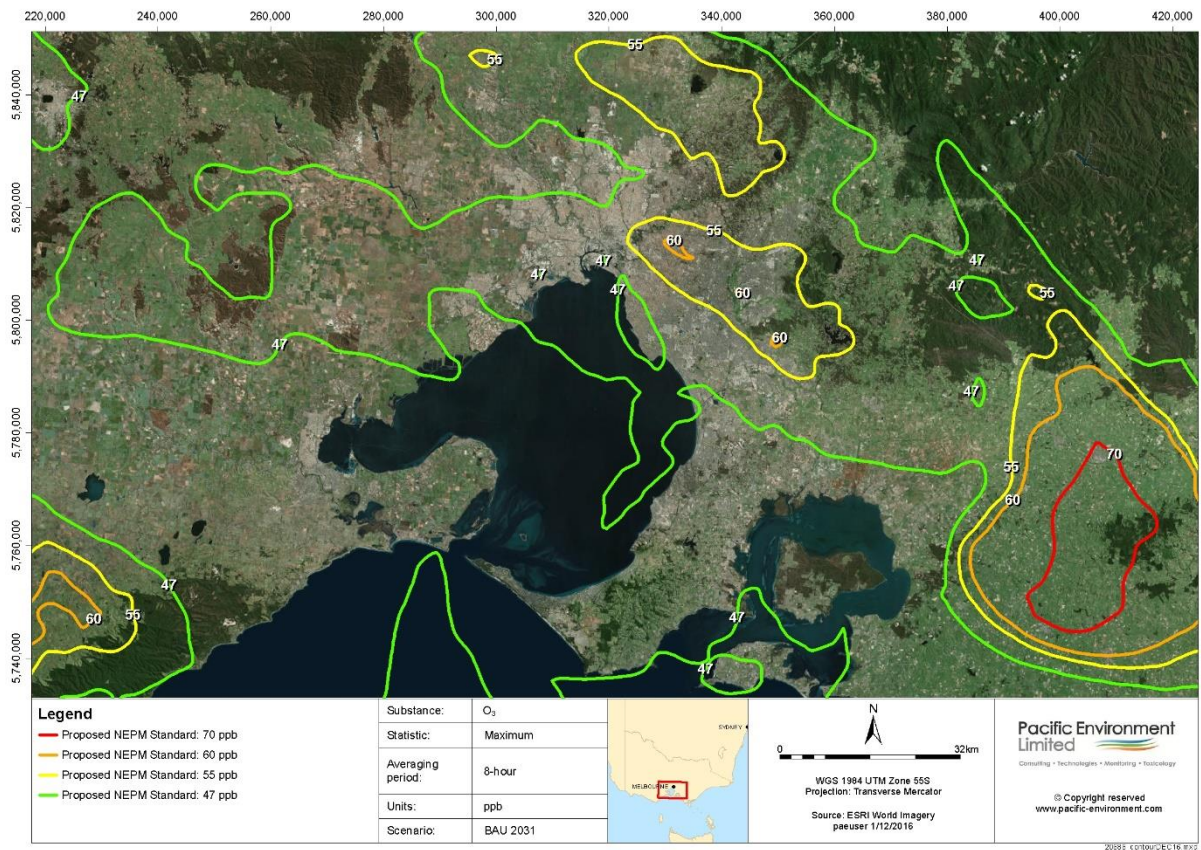 220,000 240,000 260,000 280,000 300,000 320,000 340,000 360,000 380,000 400,000 420,000
5,840,000
5,820,000
5,800,000
5,780,000
5,760,000
5,740,000
55
55
47
47
60
55
47
47
47
47
55
47
60
60
47
47
70
55
60
47
55
60
47
47
Legend
Proposed NEPM Standard: 70 ppb
Proposed NEPM Standard: 60 ppb
Proposed NEPM Standard: 55 ppb
Proposed NEPM Standard: 47 ppb
Substance: O₃
Statistic: Maximum
Averaging period: 8-hour
Units: ppb
Scenario: BAU 2031
SYDNEY
MELBOURNE
N
0 32km
WGS 1984 UTM Zone 55S
Projection: Transverse Mercator
Source: ESRI World Imagery
paeuser 1/12/2016
Pacific Environment
Limited
Consulting • Technologies • Monitoring • Toxicology
© Copyright reserved
www.pacific-environment.com